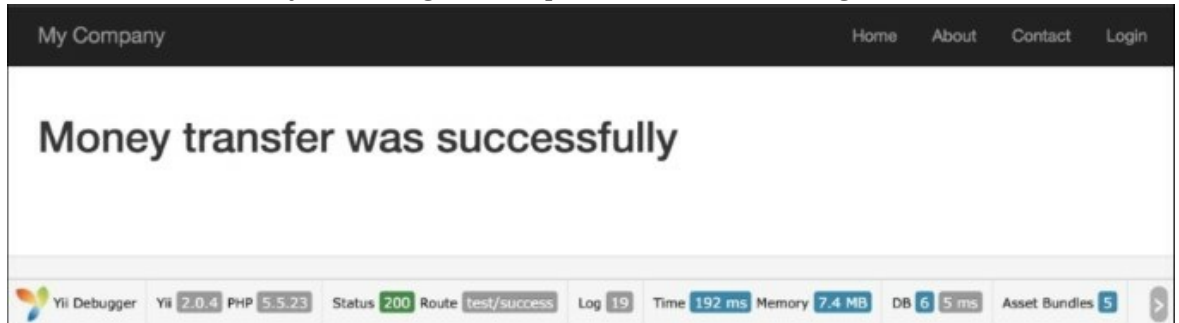 My Company Home About Contact Login
Money transfer was successfully
Yii Debugger Yii 2.0.4 PHP 5.5.23 Status 200 Route test/success Log 19 Time 192 ms Memory 7.4 MB DB 6 5 ms Asset Bundles 5 >